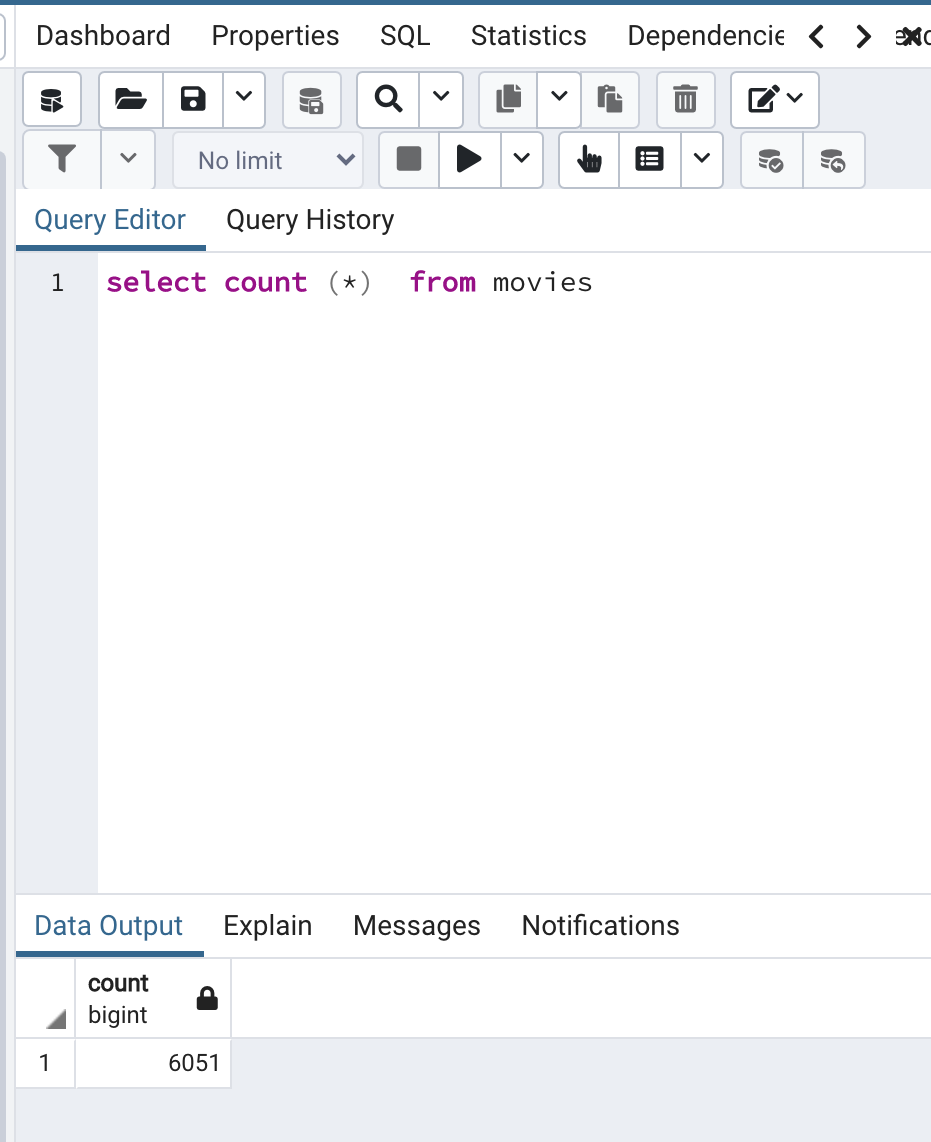 Dashboard Properties SQL Statistics Dependencie
No limit
Query Editor Query History
1 select count (*)  from movies
Data Output Explain Messages Notifications
count
bigint
1 6051